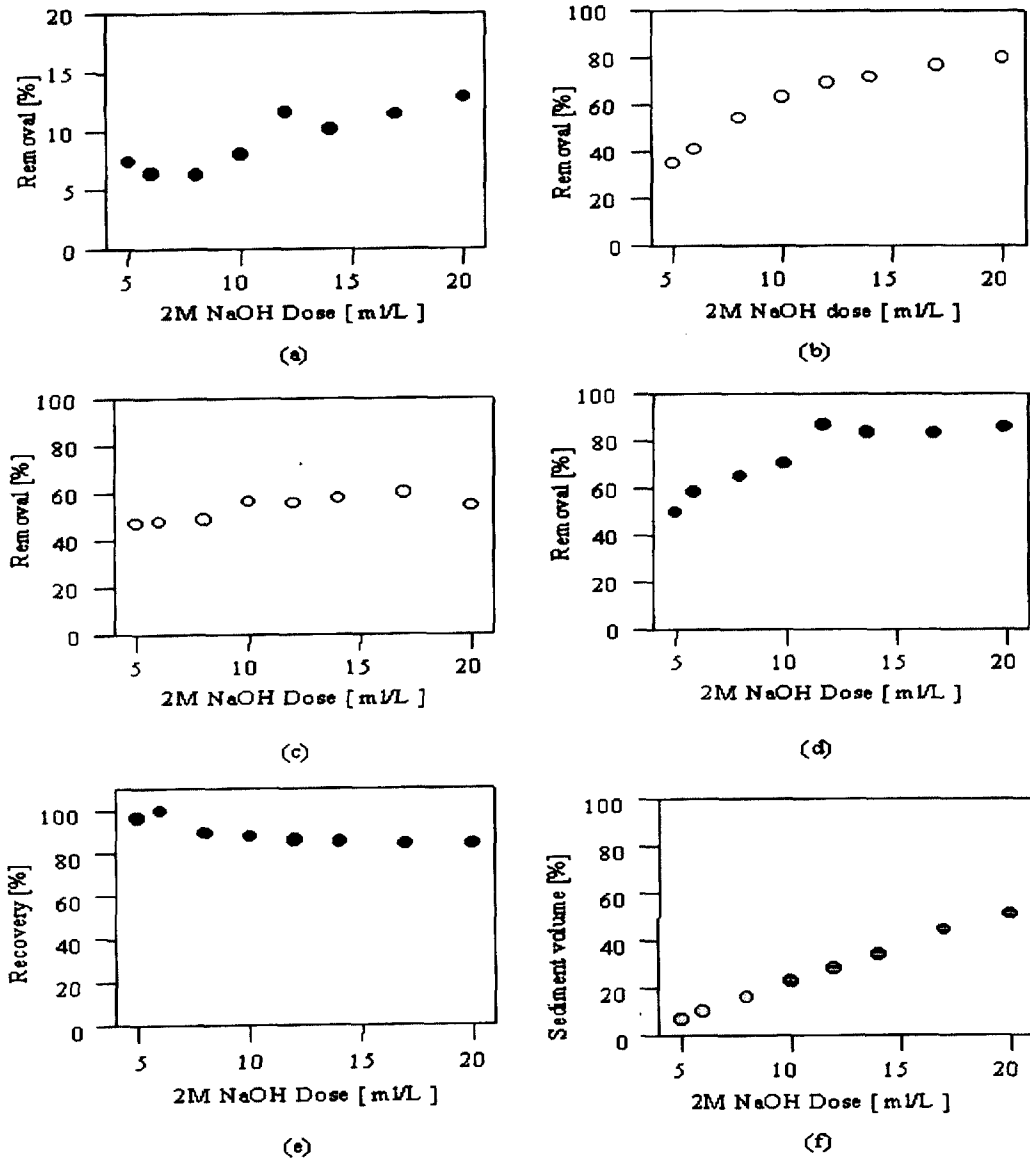 20
15
10
5
0
Removal [%]
5 10 15 20
2M NaOH Dose [ ml/L ]
(a)
100
80
60
40
20
0
Removal [%]
5 10 15 20
2M NaOH dose [ ml/L ]
(b)
100
80
60
40
20
0
Removal [%]
5 10 15 20
2M NaOH Dose [ ml/L ]
(c)
100
80
60
40
20
0
Removal [%]
5 10 15 20
2M NaOH Dose [ ml/L ]
(d)
100
80
60
40
20
0
Recovery [%]
5 10 15 20
2M NaOH Dose [ ml/L ]
(e)
100
80
60
40
20
0
Sediment volume [%]
5 10 15 20
2M NaOH Dose [ ml/L ]
(f)